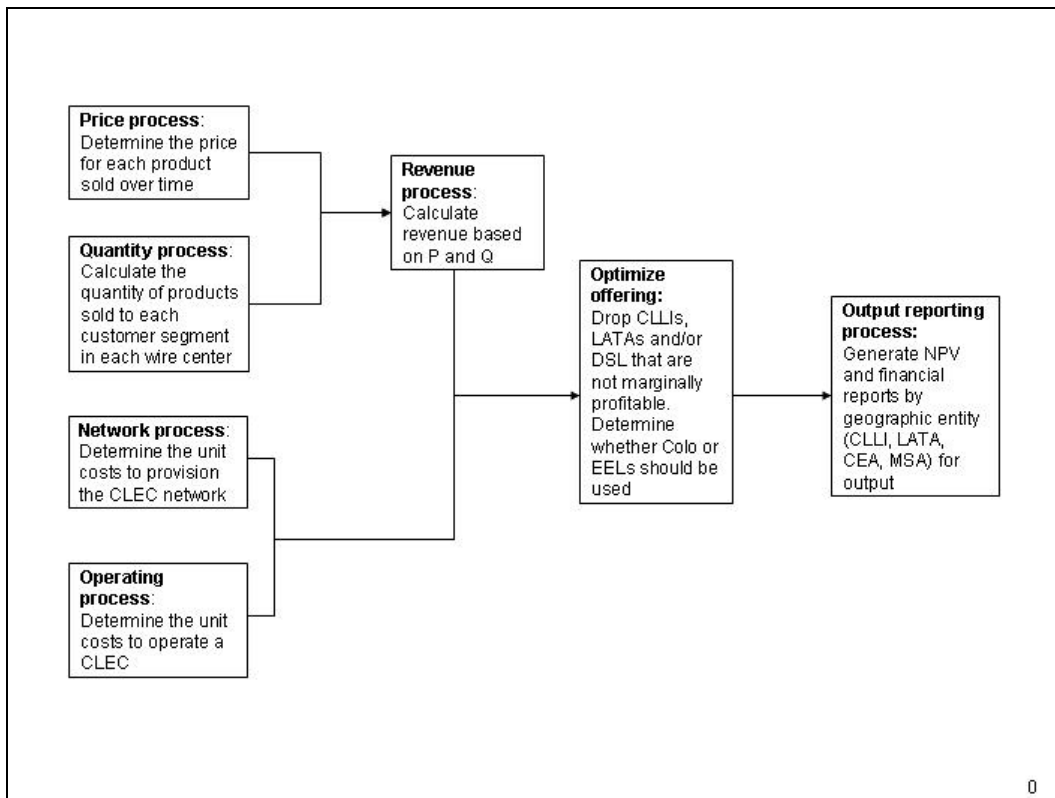 Price process:
Determine the price
for each product
sold over time
Quantity process:
Calculate the
quantity of products
sold to each
customer segment
in each wire center
Network process:
Determine the unit
costs to provision
the CLEC network
Operating
process:
Determine the unit
costs to operate a
CLEC
Revenue
process:
Calculate
revenue based
on P and Q
Optimize
offering:
Drop CLLIs,
LATAs and/or
DSL that are
not marginally
profitable.
Determine
whether Colo or
EELs should be
used
Output reporting
process:
Generate NPV
and financial
reports by
geographic entity
(CLLI, LATA,
CEA, MSA) for
output
0